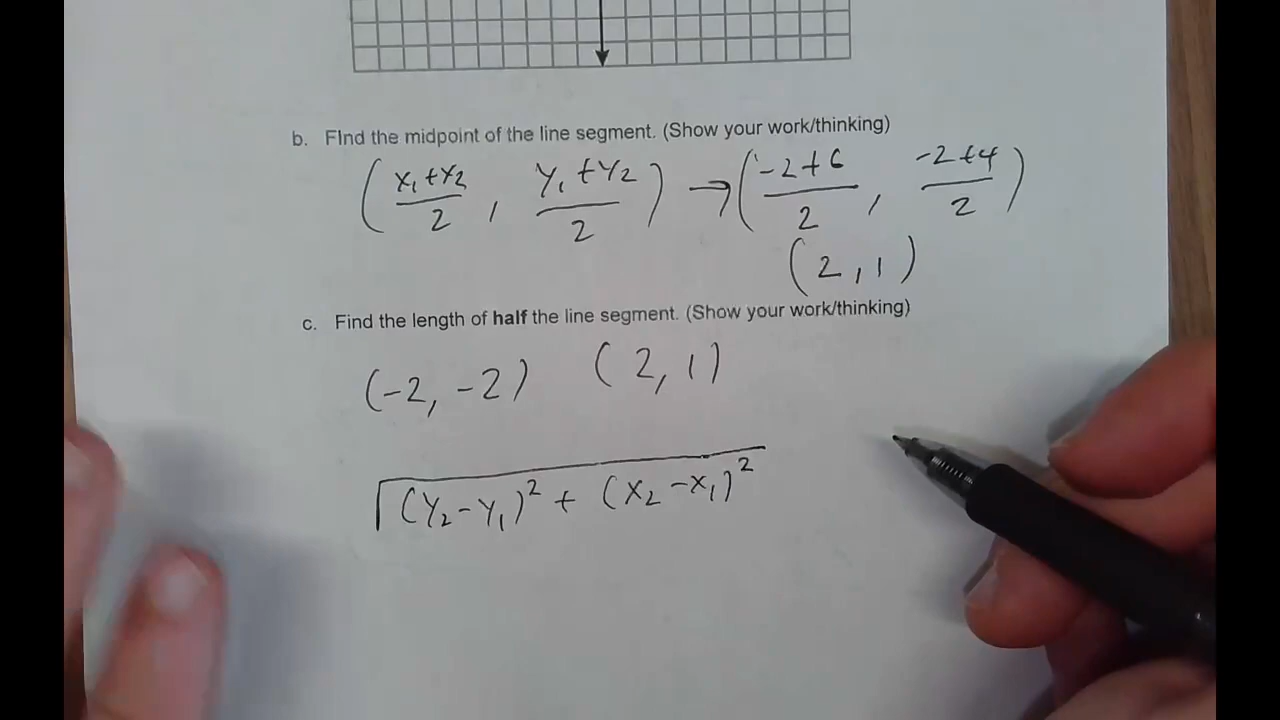 b. FInd the midpoint of the line segment. (Show your work/thinking)
( x₁+x₂ / 2 , y₁+y₂ / 2 ) → ( -2+6 / 2 , -2+4 / 2 )
(2,1)
c. Find the length of half the line segment. (Show your work/thinking)
(-2, -2) (2, 1)
√(y₂-y₁)² + (x₂-x₁)²